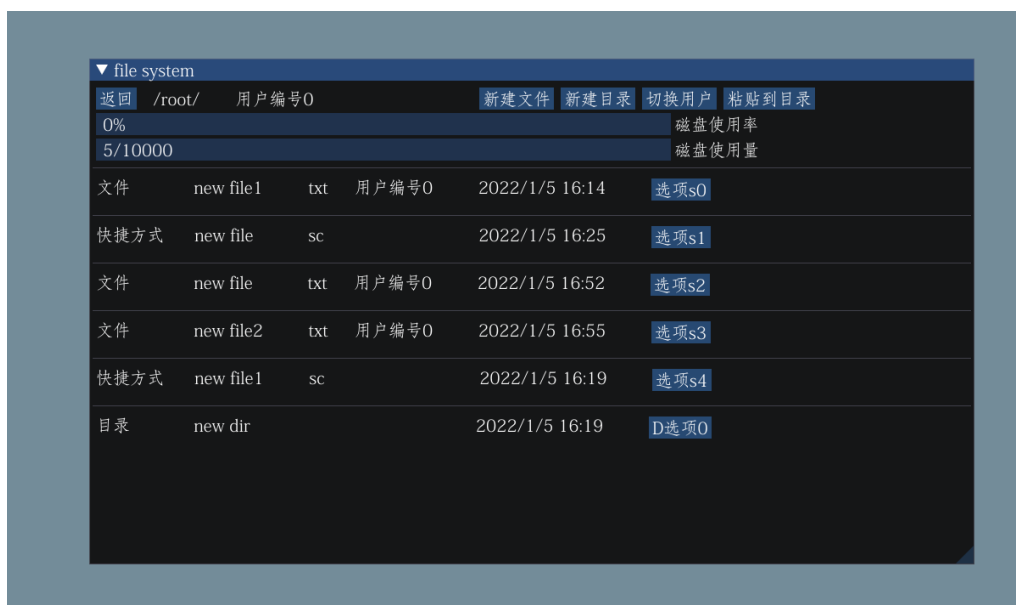 ▼ file system
返回 /root/ 用户编号0 新建文件 新建目录 切换用户 粘贴到目录
0% 磁盘使用率
5/10000 磁盘使用量
文件 new file1 txt 用户编号0 2022/1/5 16:14 选项s0
快捷方式 new file sc 2022/1/5 16:25 选项s1
文件 new file txt 用户编号0 2022/1/5 16:52 选项s2
文件 new file2 txt 用户编号0 2022/1/5 16:55 选项s3
快捷方式 new file1 sc 2022/1/5 16:19 选项s4
目录 new dir 2022/1/5 16:19 D选项0